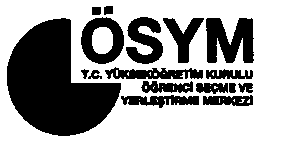 ÖSYM
T.C. YÜKSEKÖĞRETİM KURULU
ÖĞRENCİ SEÇME VE
YERLEŞTİRME MERKEZİ